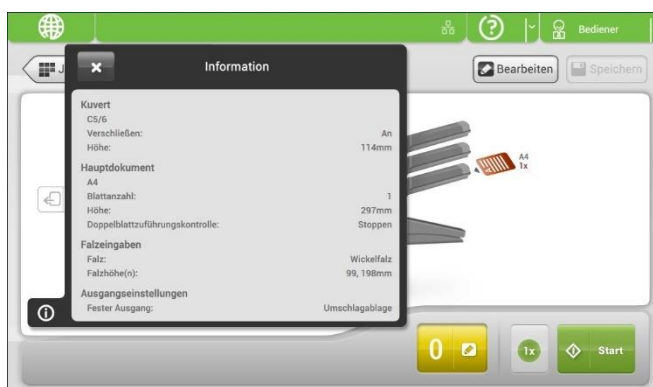 Bediener
J
Information
Bearbeiten
Speichern
Kuvert
C5/6
Verschließen: An
Höhe: 114mm
Hauptdokument
A4
Blattanzahl: 1
Höhe: 297mm
Doppelblattzuführungskontrolle: Stoppen
Falzeingaben
Falz: Wickelfalz
Falzhöhe(n): 99, 198mm
Ausgangseinstellungen
Fester Ausgang: Umschlagablage
A4
1x
0
1x
Start